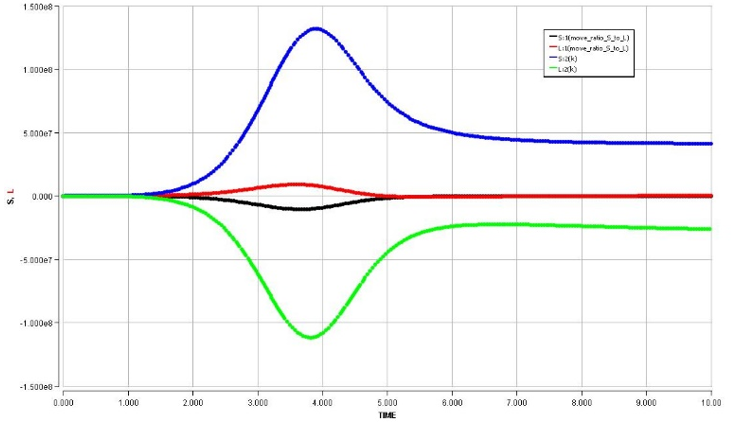 1.500e8
1.000e8
5.000e7
0.000
-5.000e7
-1.000e8
-1.500e8
S, L
S:1(move_ratio_S_to_L)
L:1(move_ratio_S_to_L)
S:2(k)
L:2(k)
0.000 1.000 2.000 3.000 4.000 5.000 6.000 7.000 8.000 9.000 10.00
TIME